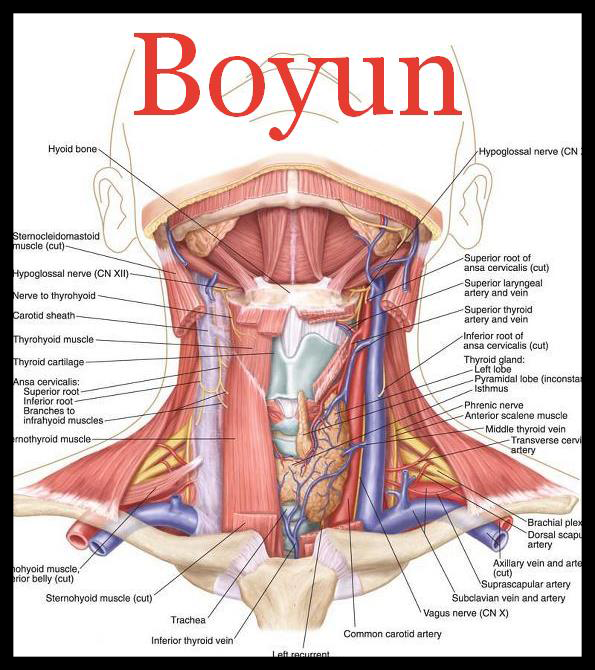 Boyun
Hyoid bone
Hypoglossal nerve (CN
Sternocleidomastoid
muscle (cut)
Hypoglossal nerve (CN XII)
Nerve to thyrohyoid
Carotid sheath
Thyrohyoid muscle
Thyroid cartilage
Ansa cervicalis:
Superior root
Inferior root
Branches to
infrahyoid muscles
ernothyroid muscle
nohyoid muscle,
erior belly (cut)
Sternohyoid muscle (cut)
Trachea
Inferior thyroid vein
Left recurrent
Superior root of
ansa cervicalis (cut)
Superior laryngeal
artery and vein
Superior thyroid
artery and vein
Inferior root of
ansa cervicalis (cut)
Thyroid gland:
Left lobe
Pyramidal lobe (inconstan
Isthmus
Phrenic nerve
Anterior scalene muscle
Middle thyroid vein
Transverse cervi
artery
Brachial plex
Dorsal scapu
artery
Axillary vein and arte
(cut)
Suprascapular artery
Subclavian vein and artery
Vagus nerve (CN X)
Common carotid artery